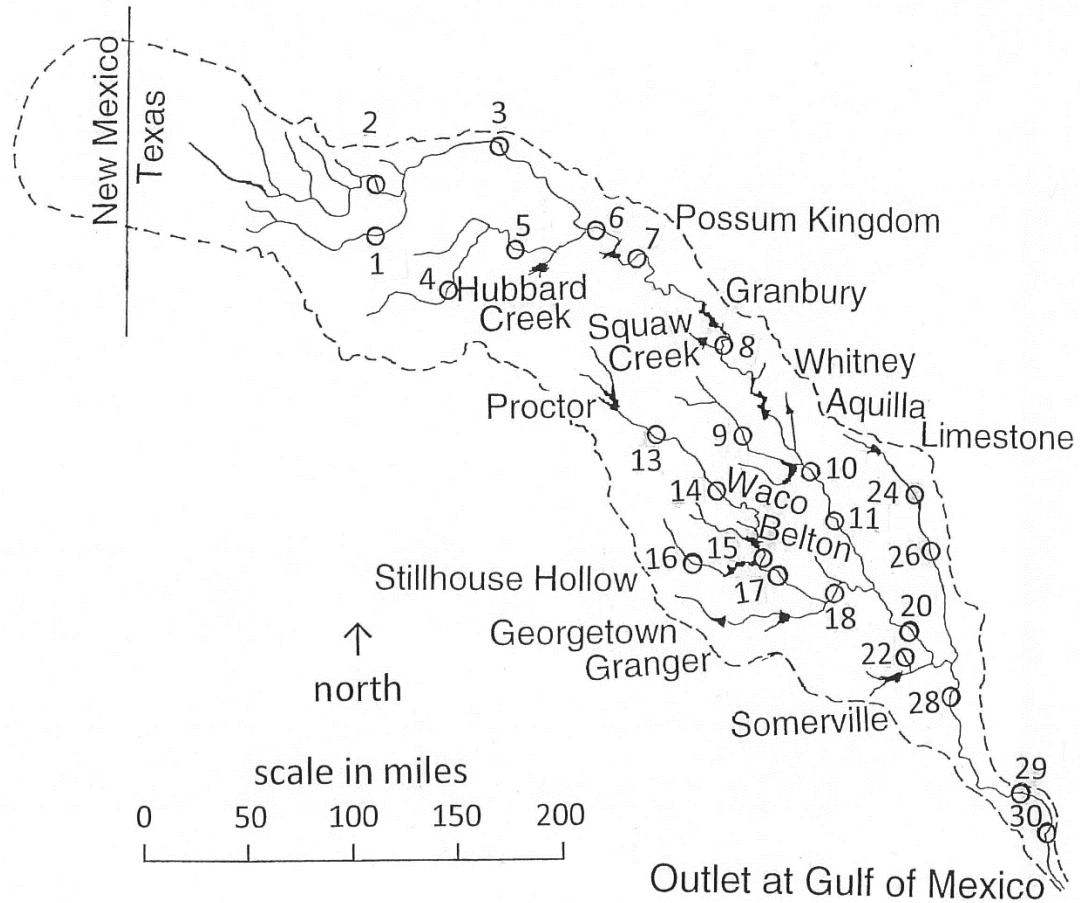 New Mexico
Texas
2
3
1
4
5
6
7
Possum Kingdom
Hubbard
Creek
Granbury
Squaw
Creek
8
Whitney
Proctor
Aquilla
Limestone
9
13
10
14
Waco
24
11
Belton
15
16
26
Stillhouse Hollow
17
18
20
Georgetown
Granger
22
north
28
Somerville
scale in miles
0 50 100 150 200
29
30
Outlet at Gulf of Mexico